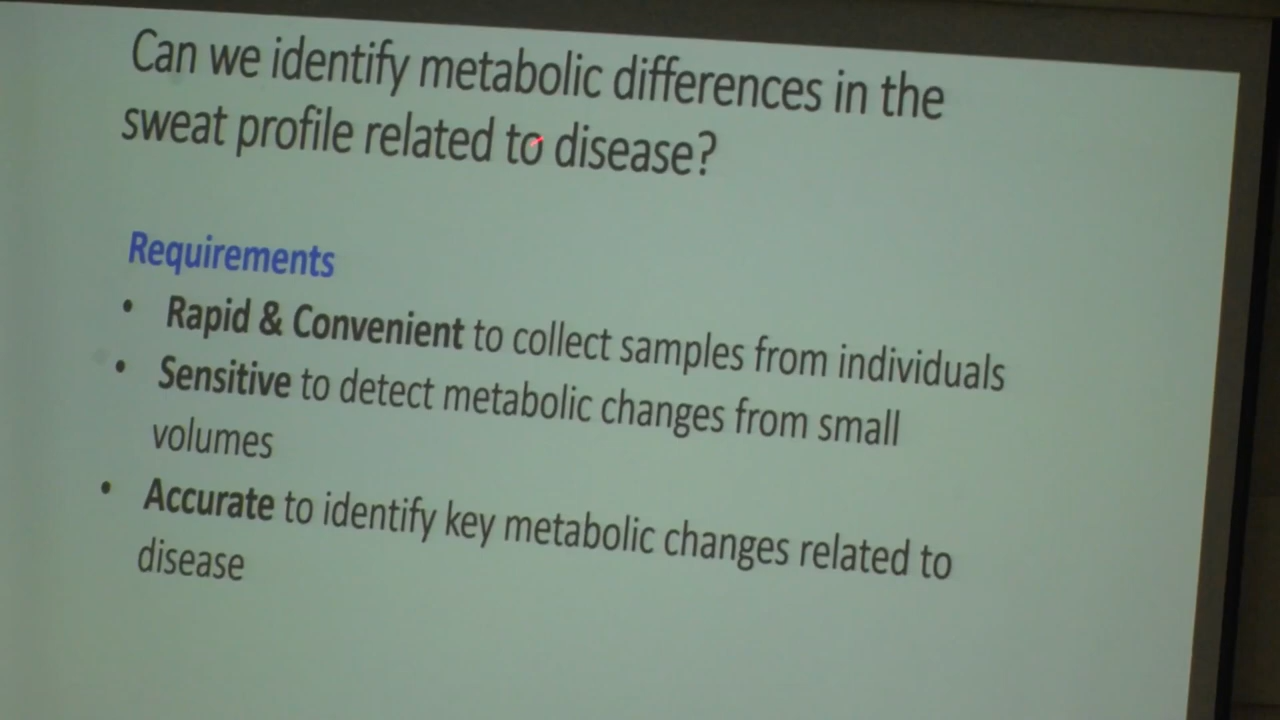 Can we identify metabolic differences in the
sweat profile related to disease?
Requirements
• Rapid & Convenient to collect samples from individuals
• Sensitive to detect metabolic changes from small
volumes
• Accurate to identify key metabolic changes related to
disease